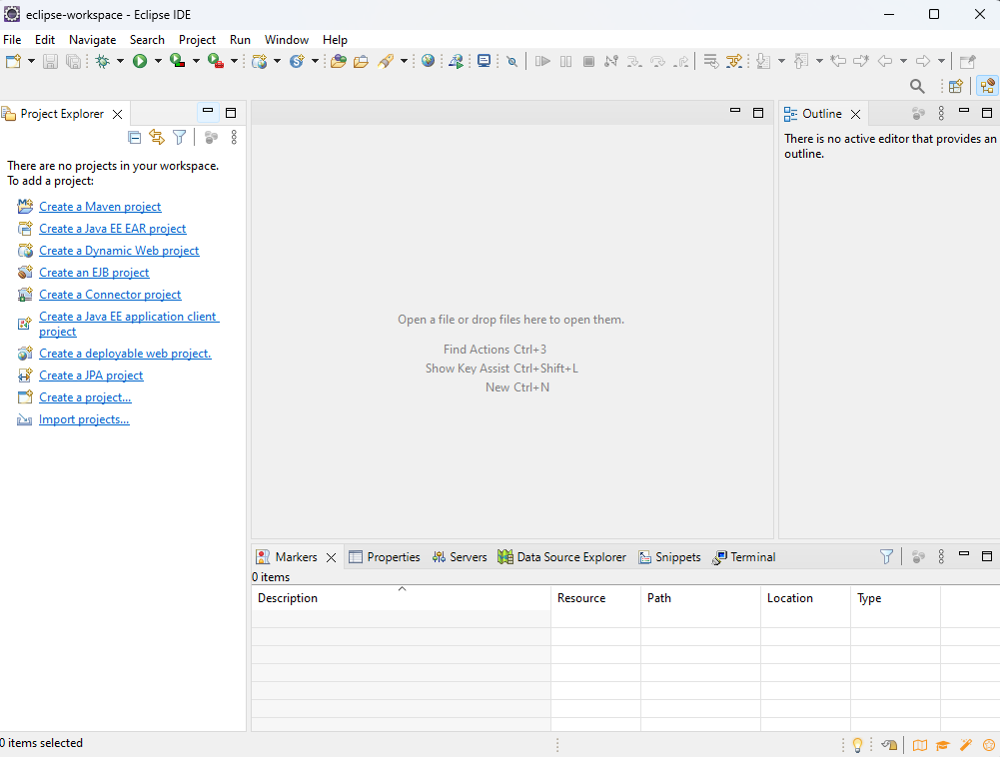 eclipse-workspace - Eclipse IDE
File Edit Navigate Search Project Run Window Help
Project Explorer
There are no projects in your workspace.
To add a project:
Create a Maven project
Create a Java EE EAR project
Create a Dynamic Web project
Create an EJB project
Create a Connector project
Create a Java EE application client
project
Create a deployable web project.
Create a JPA project
Create a project...
Import projects...
Open a file or drop files here to open them.
Find Actions Ctrl+3
Show Key Assist Ctrl+Shift+L
New Ctrl+N
Outline
There is no active editor that provides an
outline.
Markers Properties Servers Data Source Explorer Snippets Terminal
0 items
Description Resource Path Location Type
0 items selected